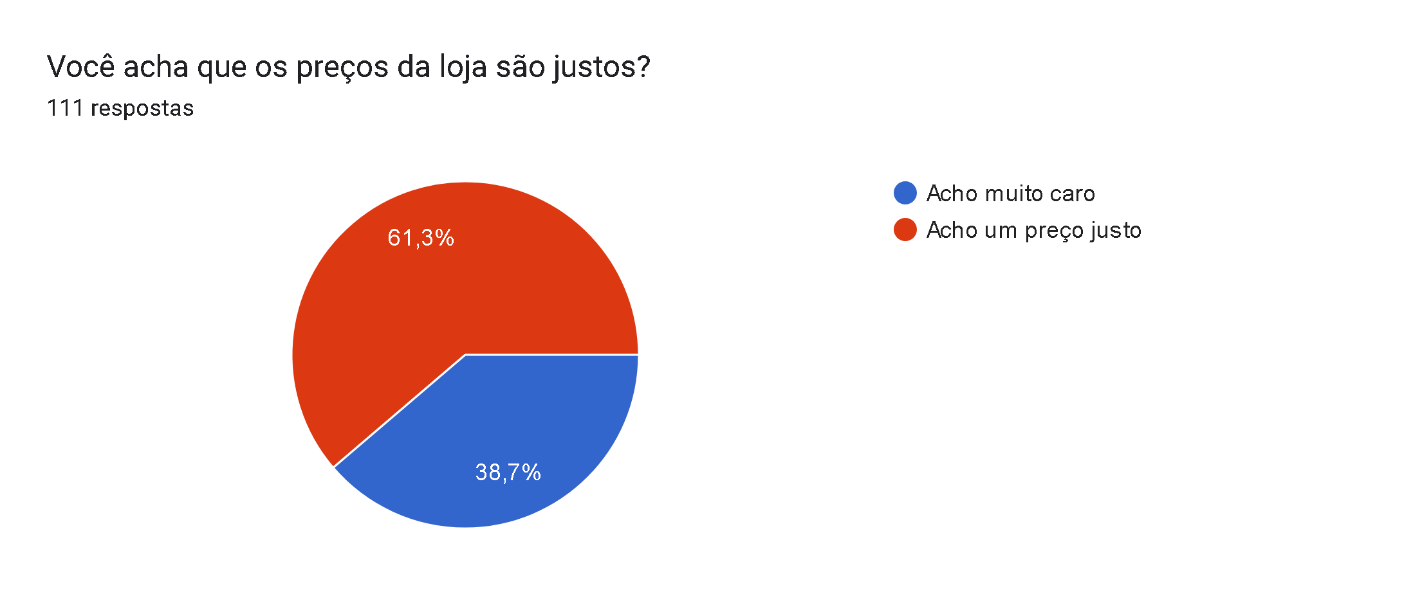 Você acha que os preços da loja são justos?
111 respostas
Acho muito caro
Acho um preço justo
61,3%
38,7%